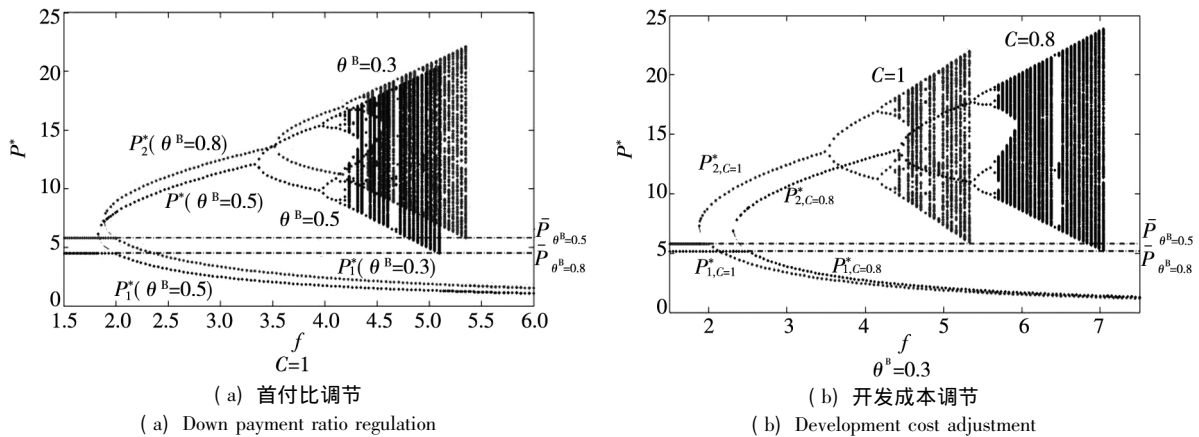 25
20
15
10
5
0
P*
θᴮ=0.3
P₂*( θᴮ=0.8)
P*( θᴮ=0.5)
θᴮ=0.5
P̄ θᴮ=0.5
P̄ θᴮ=0.8
P₁*( θᴮ=0.3)
P₁*( θᴮ=0.5)
1.5 2.0 2.5 3.0 3.5 4.0 4.5 5.0 5.5 6.0
f
C=1
( a) 首付比调节
( a) Down payment ratio regulation
25
20
15
10
5
0
P*
C=1
C=0.8
P*₂,C=1
P*₂,C=0.8
P̄ θᴮ=0.5
P̄ θᴮ=0.8
P*₁,C=1
P*₁,C=0.8
2 3 4 5 6 7
f
θᴮ=0.3
( b) 开发成本调节
( b) Development cost adjustment